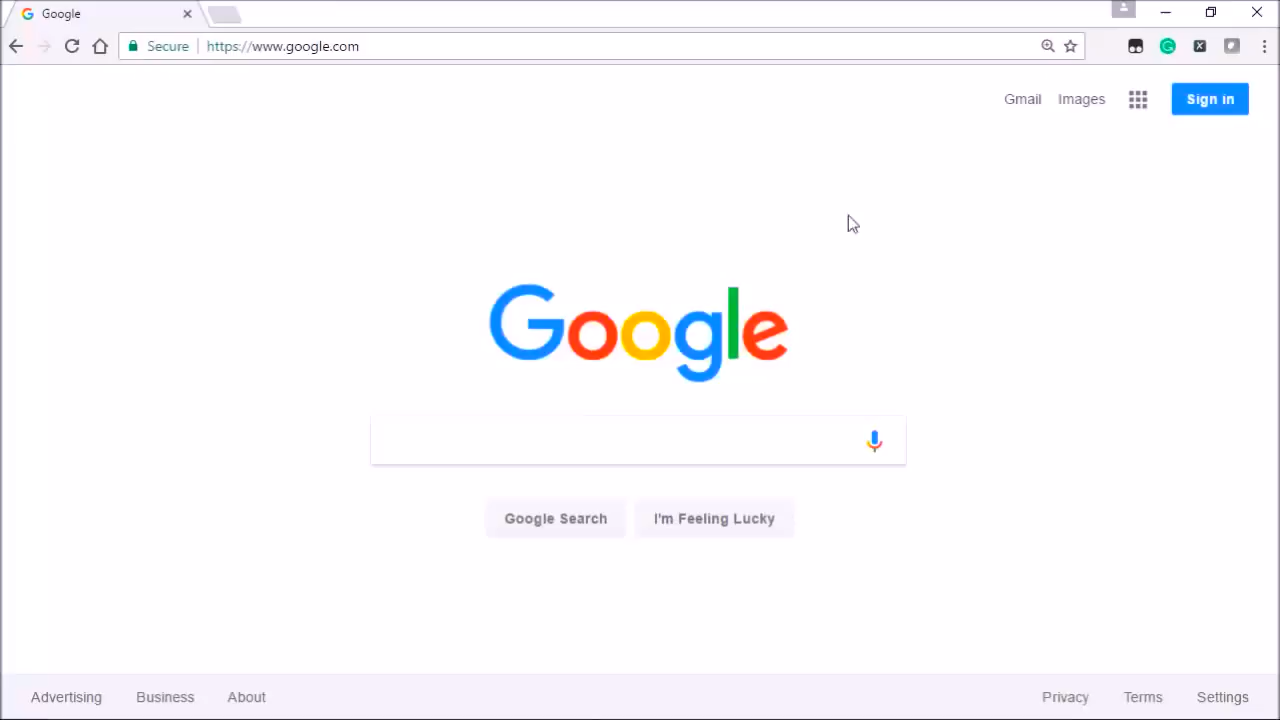 Google
Secure https://www.google.com
Gmail Images Sign in
Google
Google Search I'm Feeling Lucky
Advertising Business About Privacy Terms Settings